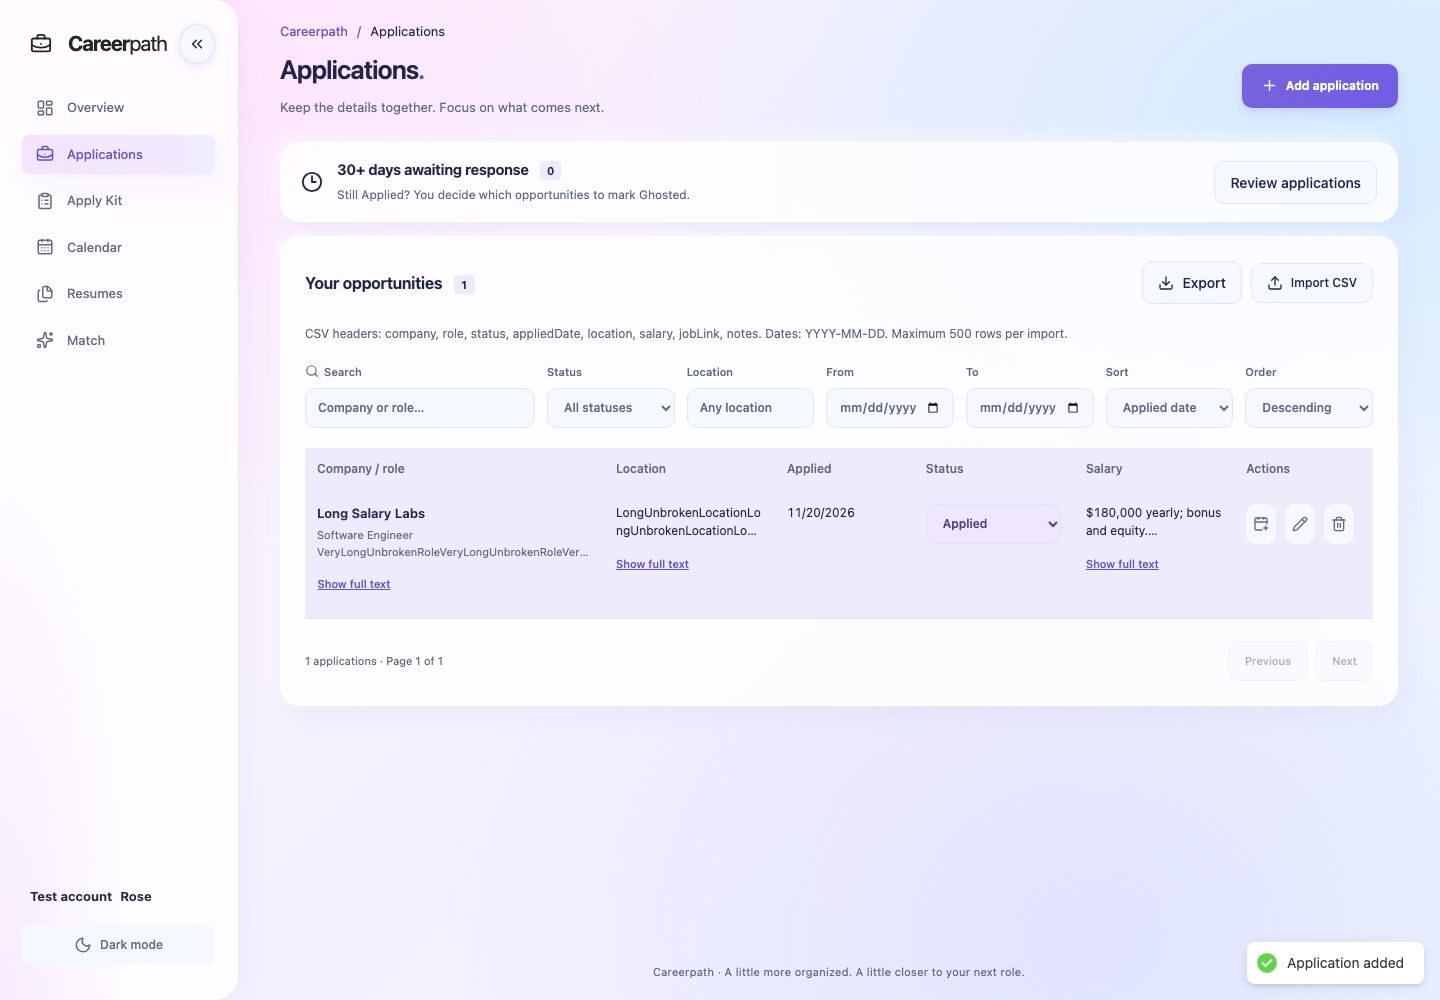 Careerpath
Overview
Applications
Apply Kit
Calendar
Resumes
Match
Test account Rose
Dark mode
Careerpath / Applications
Applications.
Keep the details together. Focus on what comes next.
Add application
30+ days awaiting response 0
Still Applied? You decide which opportunities to mark Ghosted.
Review applications
Your opportunities 1
Export
Import CSV
CSV headers: company, role, status, appliedDate, location, salary, jobLink, notes. Dates: YYYY-MM-DD. Maximum 500 rows per import.
Search Status Location From To Sort Order
Company or role... All statuses Any location mm/dd/yyyy mm/dd/yyyy Applied date Descending
Company / role Location Applied Status Salary Actions
Long Salary Labs
Software Engineer
VeryLongUnbrokenRoleVeryLongUnbrokenRoleVer...
Show full text
LongUnbrokenLocationLo
ngUnbrokenLocationLo...
Show full text
11/20/2026
Applied
$180,000 yearly; bonus
and equity....
Show full text
1 applications · Page 1 of 1
Previous
Next
Careerpath · A little more organized. A little closer to your next role.
Application added